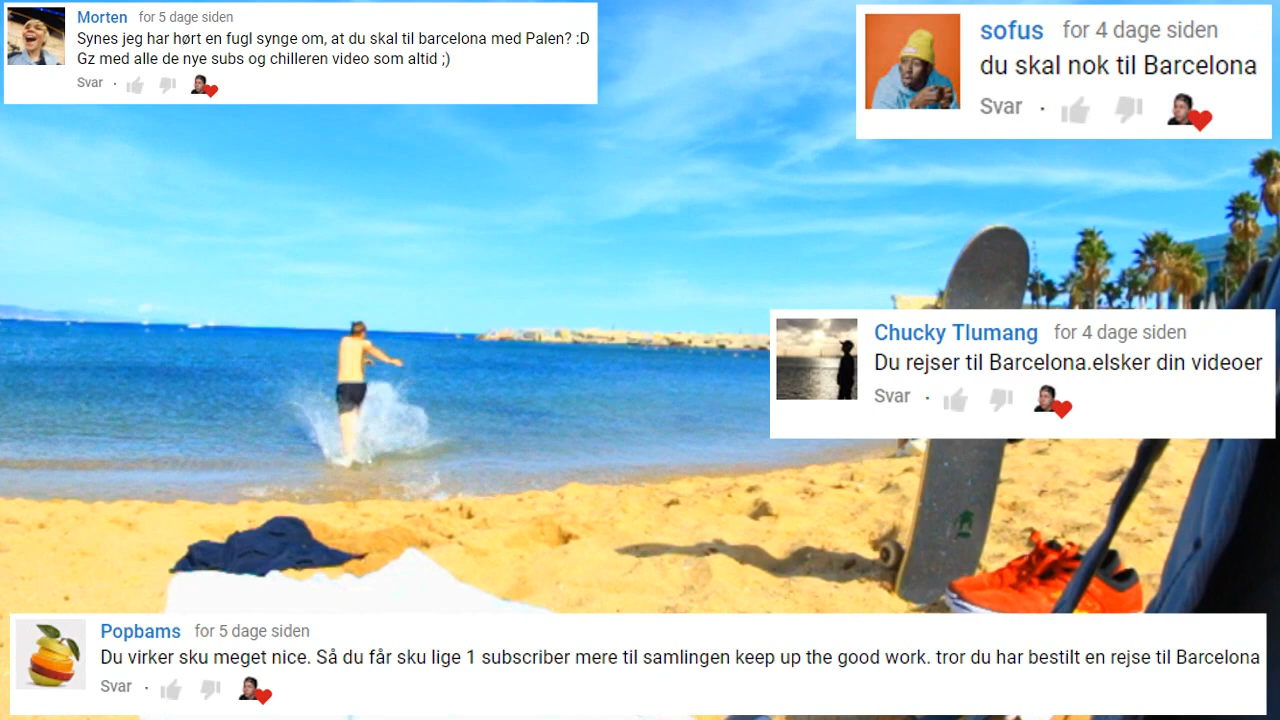 Morten for 5 dage siden
Synes jeg har hørt en fugl synge om, at du skal til barcelona med Palen? :D
Gz med alle de nye subs og chilleren video som altid ;)
Svar ·
sofus for 4 dage siden
du skal nok til Barcelona
Svar ·
Chucky Tlumang for 4 dage siden
Du rejser til Barcelona.elsker din videoer
Svar ·
Popbams for 5 dage siden
Du virker sku meget nice. Så du får sku lige 1 subscriber mere til samlingen keep up the good work. tror du har bestilt en rejse til Barcelona
Svar ·